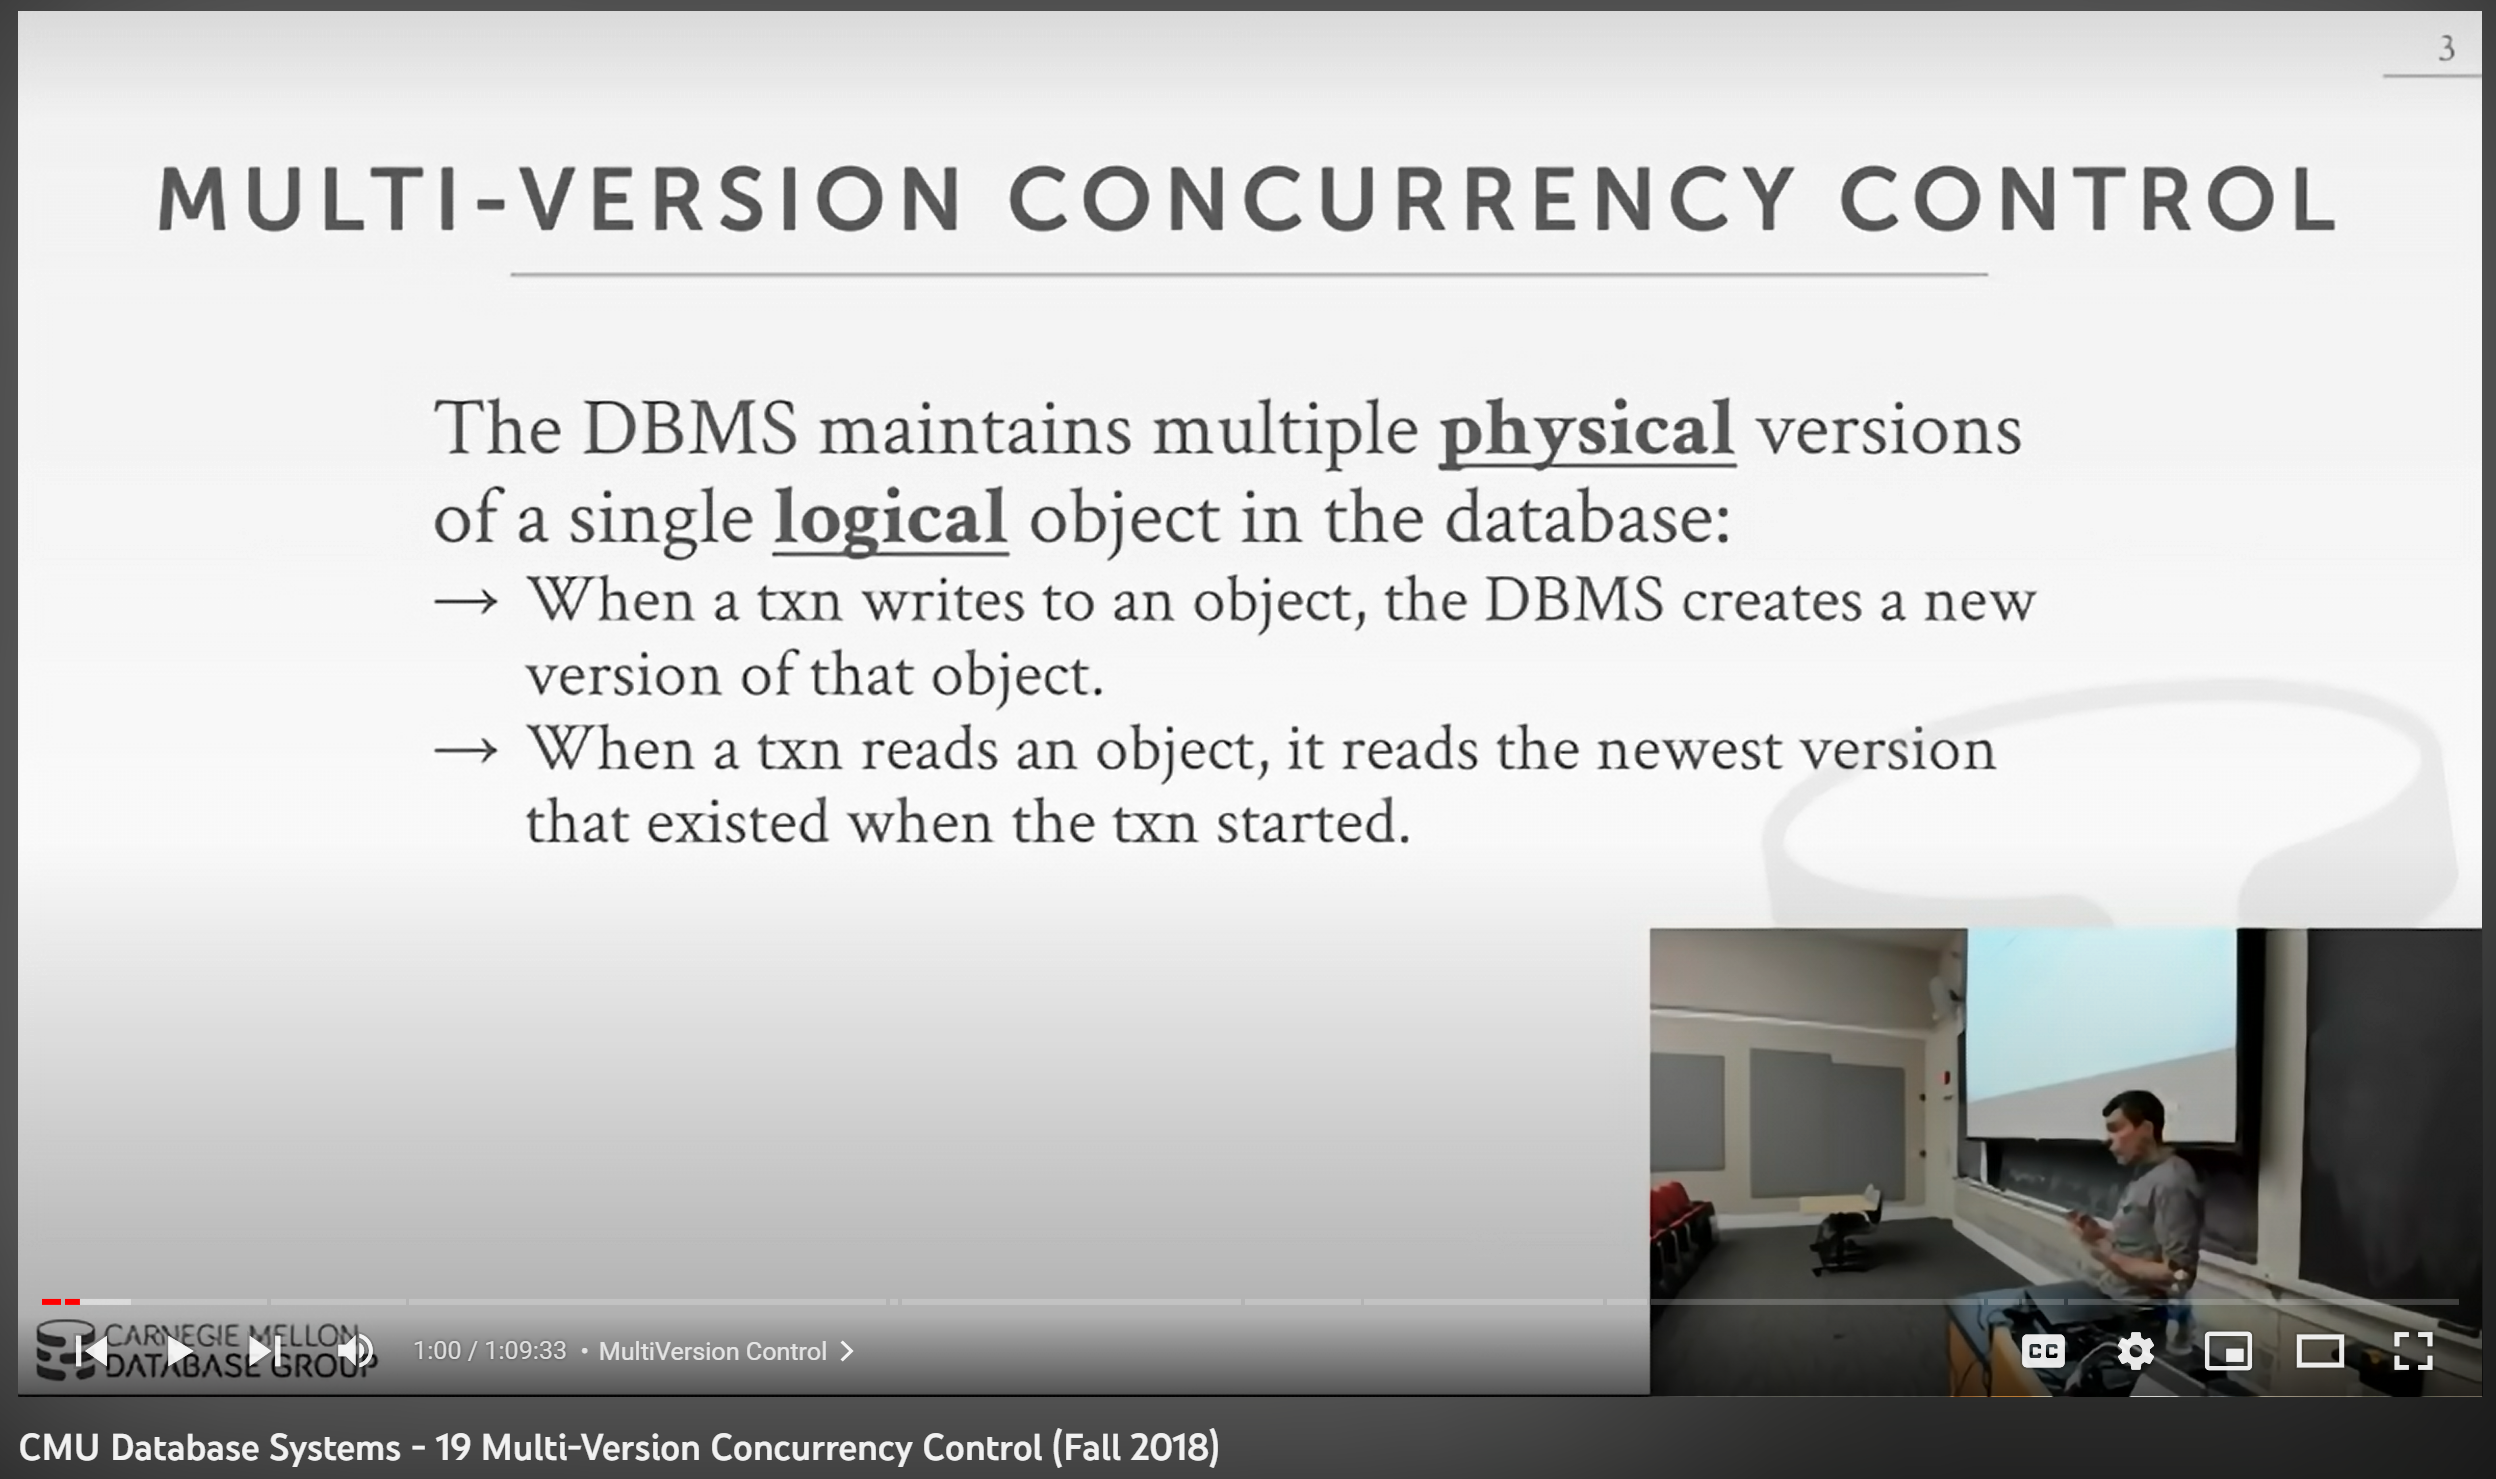 3
MULTI-VERSION CONCURRENCY CONTROL
The DBMS maintains multiple physical versions
of a single logical object in the database:
→ When a txn writes to an object, the DBMS creates a new
version of that object.
→ When a txn reads an object, it reads the newest version
that existed when the txn started.
CARNEGIE MELLON
DATABASE GROUP
1:00 / 1:09:33 • MultiVersion Control
CC
CMU Database Systems - 19 Multi-Version Concurrency Control (Fall 2018)